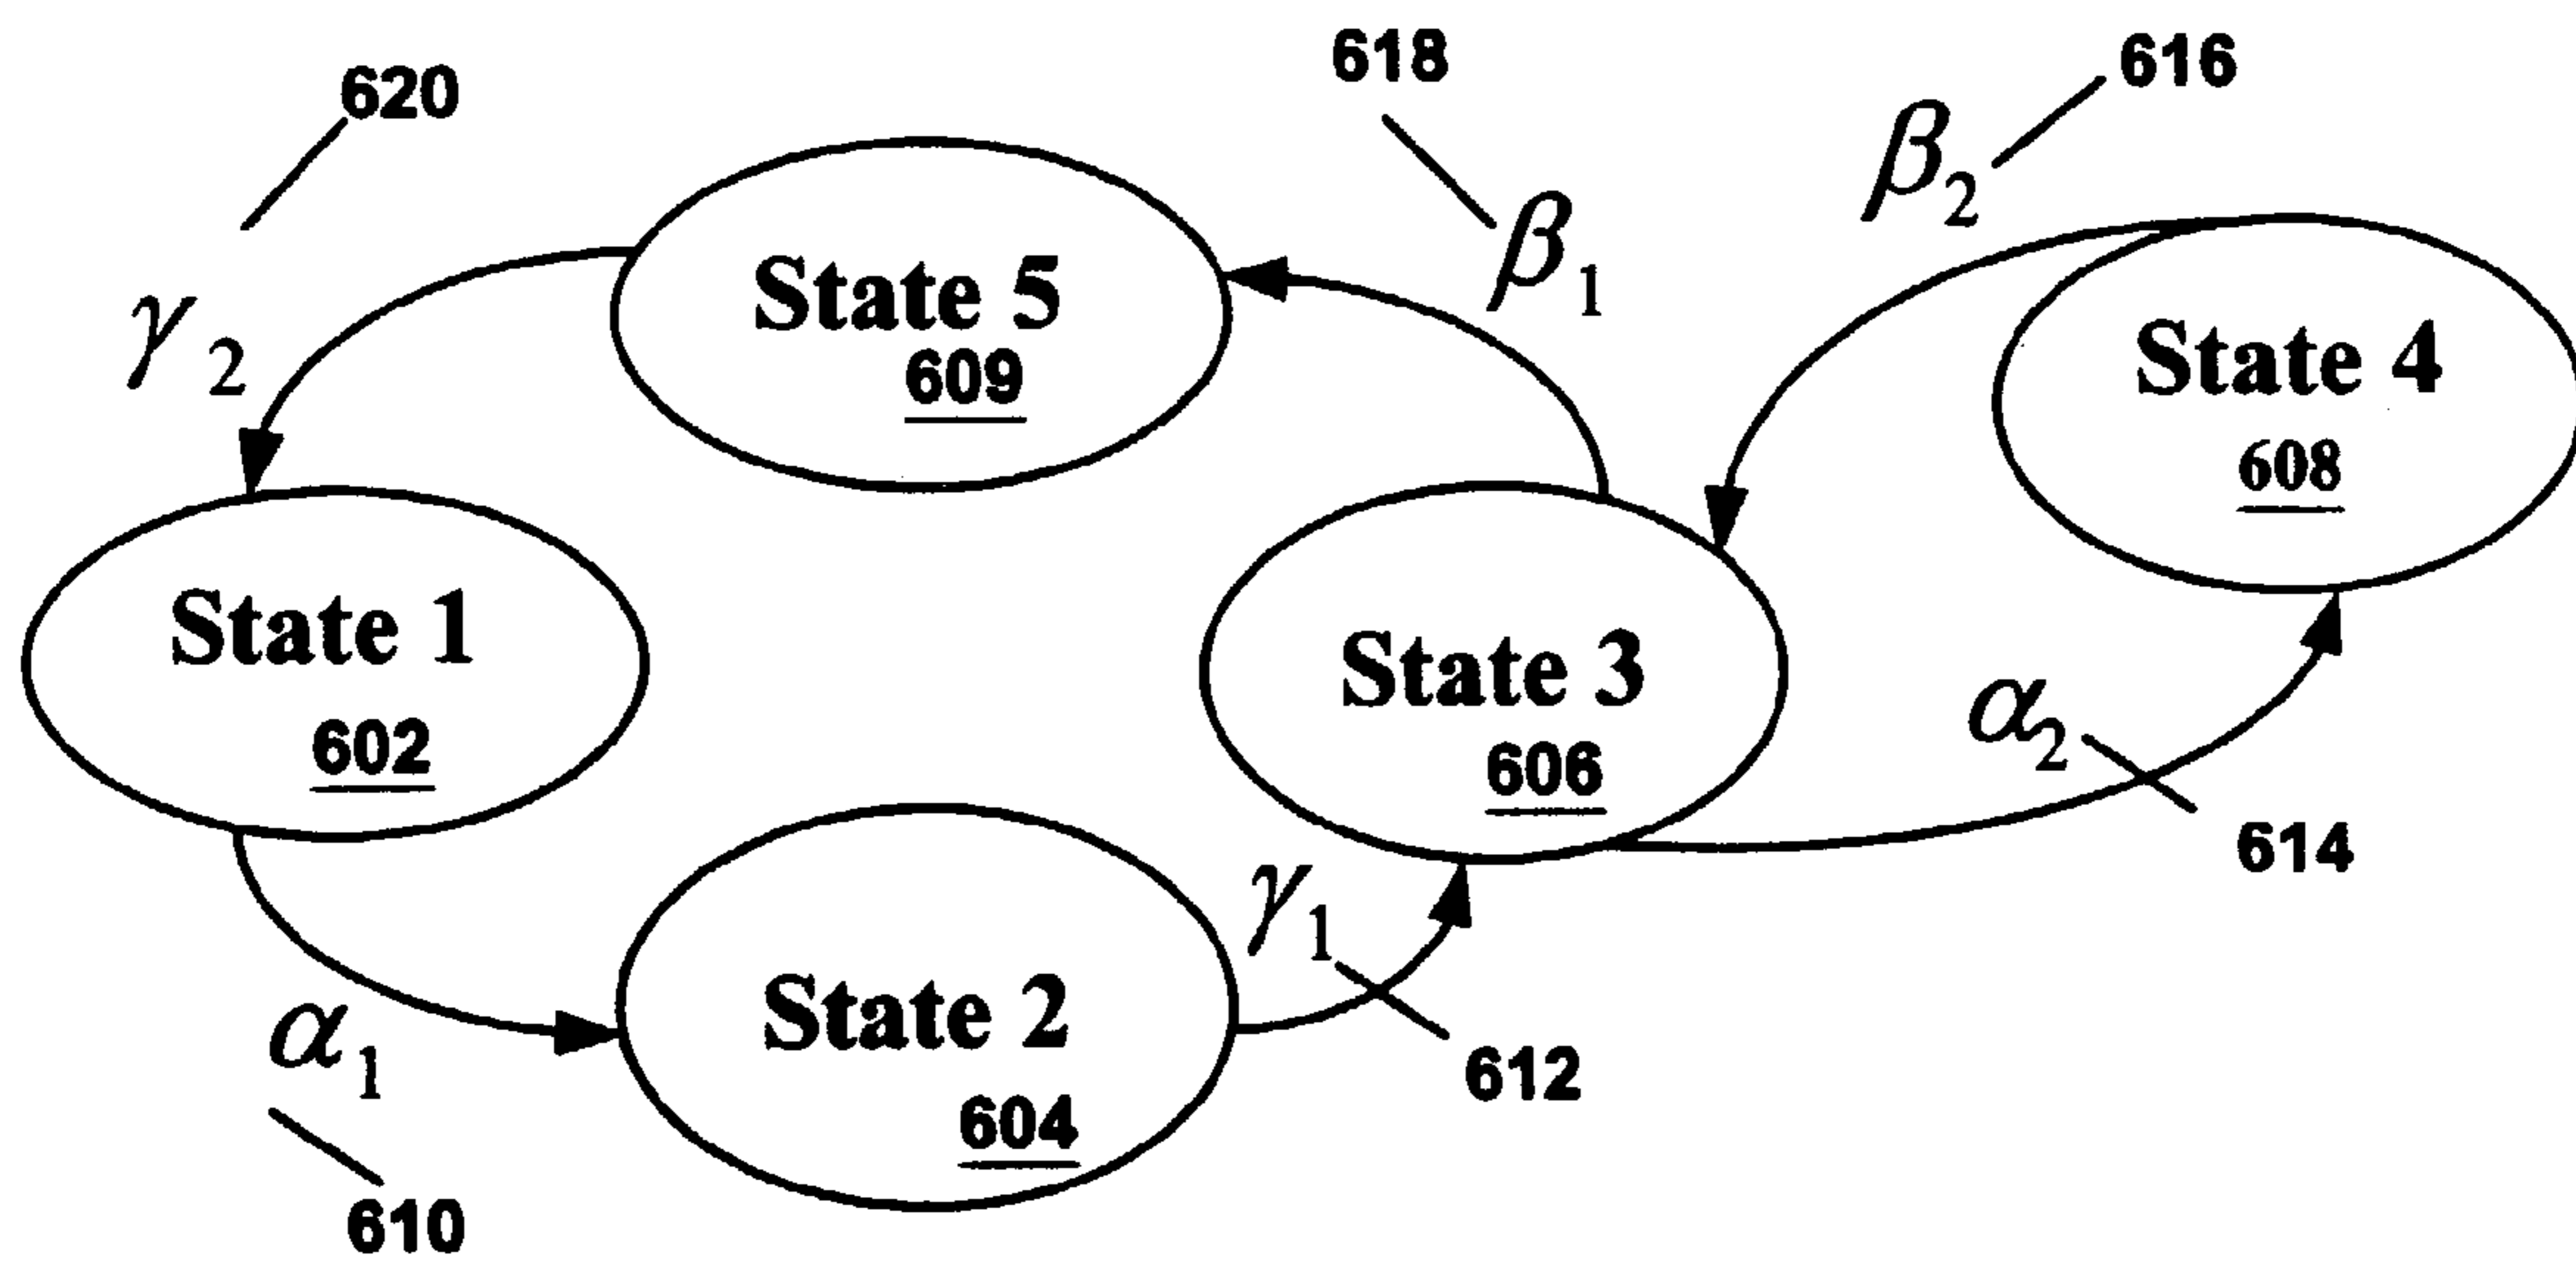 620
618
616
β₂
β₁
γ₂
State 5
609
State 4
608
State 1
602
State 3
606
α₂
614
γ₁
612
State 2
604
α₁
610